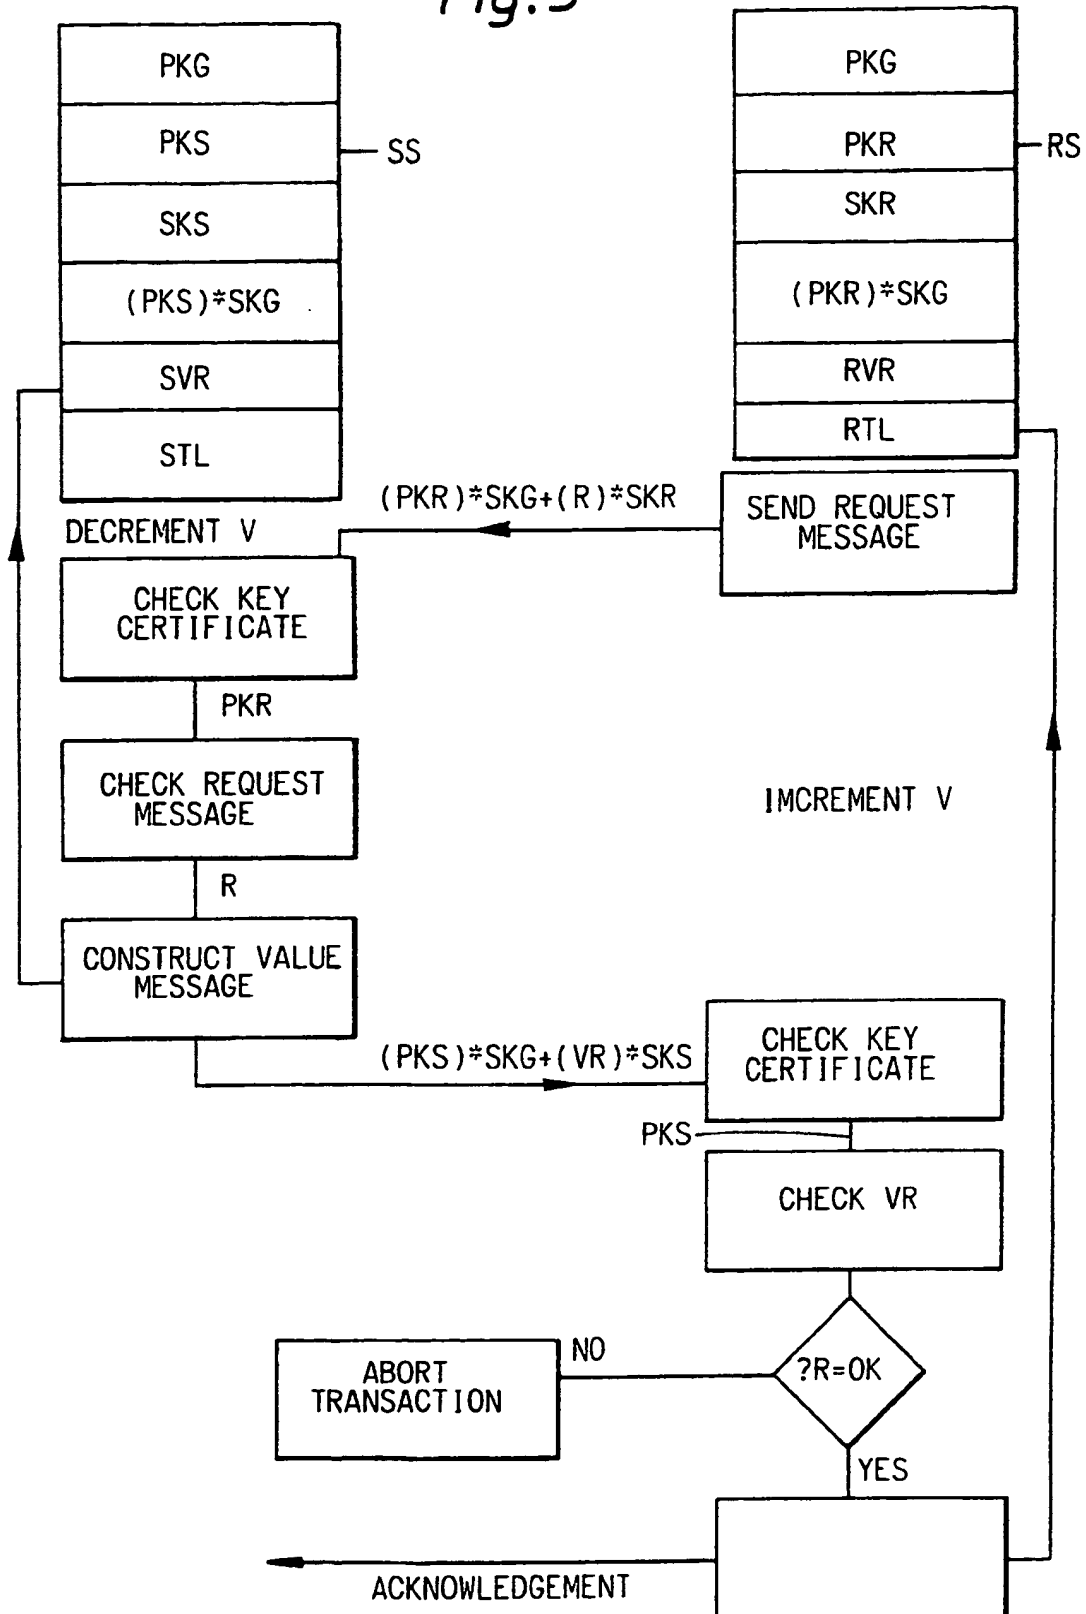 Fig.5
PKG
PKS
SS
SKS
(PKS)*SKG
SVR
STL
PKG
PKR
RS
SKR
(PKR)*SKG
RVR
RTL
(PKR)*SKG+(R)*SKR
SEND REQUEST
MESSAGE
DECREMENT V
CHECK KEY
CERTIFICATE
PKR
CHECK REQUEST
MESSAGE
IMCREMENT V
R
CONSTRUCT VALUE
MESSAGE
(PKS)*SKG+(VR)*SKS
CHECK KEY
CERTIFICATE
PKS
CHECK VR
?R=OK
NO
ABORT
TRANSACTION
YES
ACKNOWLEDGEMENT